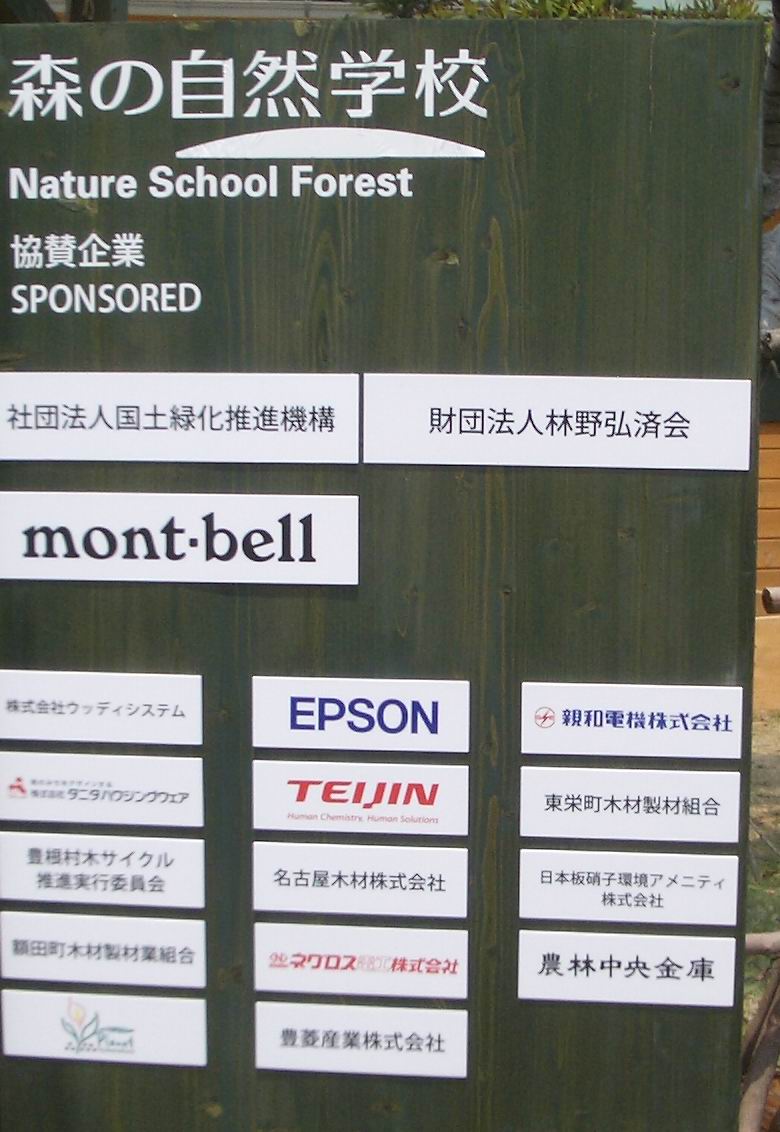 森の自然学校
Nature School Forest
協賛企業
SPONSORED
社団法人国土緑化推進機構
財団法人林野弘済会
mont·bell
株式会社ウッディシステム
EPSON
親和電機株式会社
株式会社タニタハウジングウェア
TEIJIN
Human Chemistry, Human Solutions
東栄町木材製材組合
豊根村木サイクル
推進実行委員会
名古屋木材株式会社
日本板硝子環境アメニティ
株式会社
額田町木材製材業組合
ネグロス電工株式会社
農林中央金庫
Planet
豊菱産業株式会社